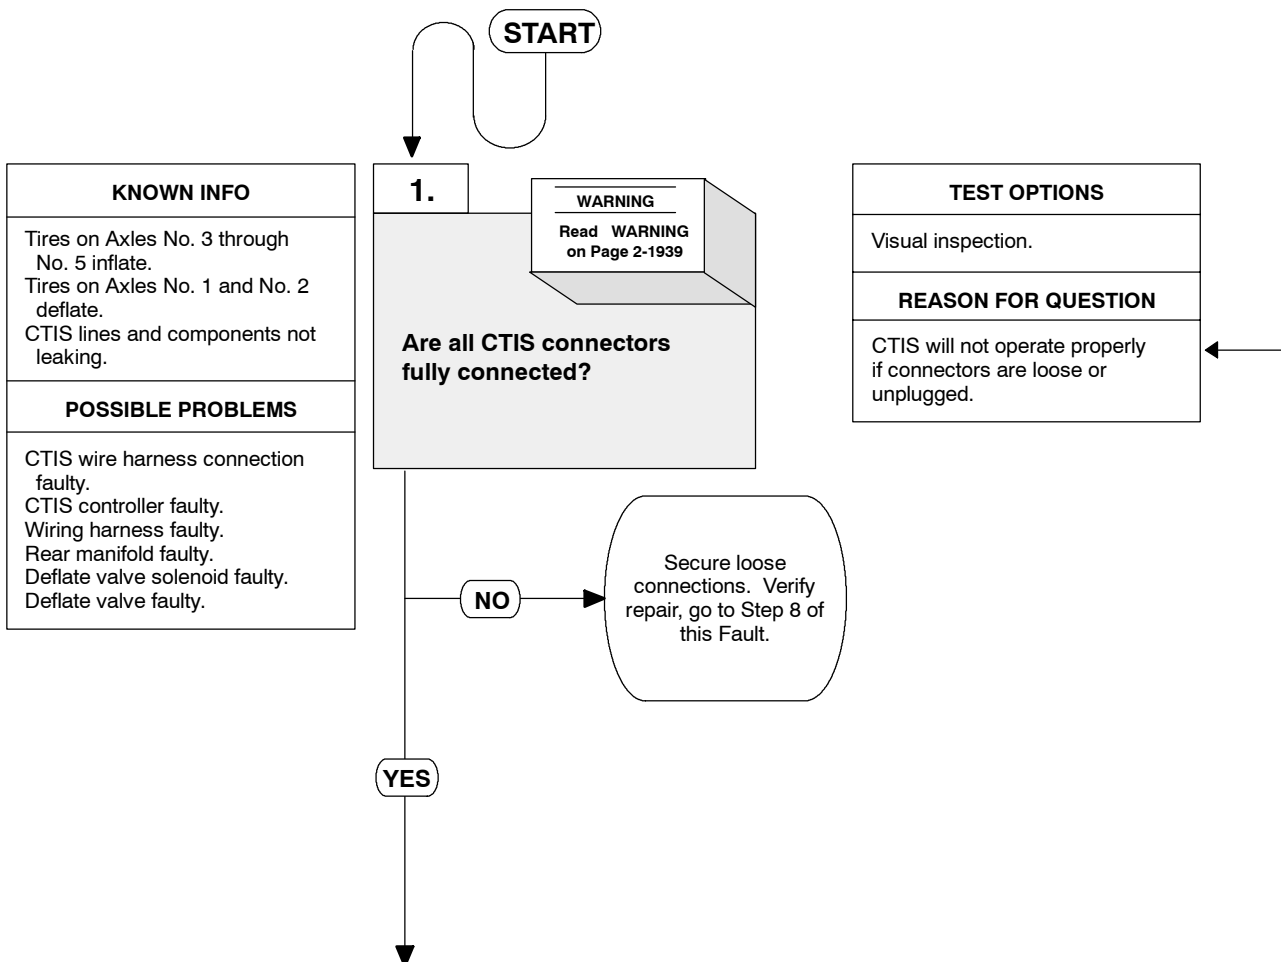 START
KNOWN INFO
Tires on Axles No. 3 through
No. 5 inflate.
Tires on Axles No. 1 and No. 2
deflate.
CTIS lines and components not
leaking.
POSSIBLE PROBLEMS
CTIS wire harness connection
faulty.
CTIS controller faulty.
Wiring harness faulty.
Rear manifold faulty.
Deflate valve solenoid faulty.
Deflate valve faulty.
1.
WARNING
Read WARNING
on Page 2-1939
Are all CTIS connectors
fully connected?
TEST OPTIONS
Visual inspection.
REASON FOR QUESTION
CTIS will not operate properly
if connectors are loose or
unplugged.
NO
Secure loose
connections. Verify
repair, go to Step 8 of
this Fault.
YES